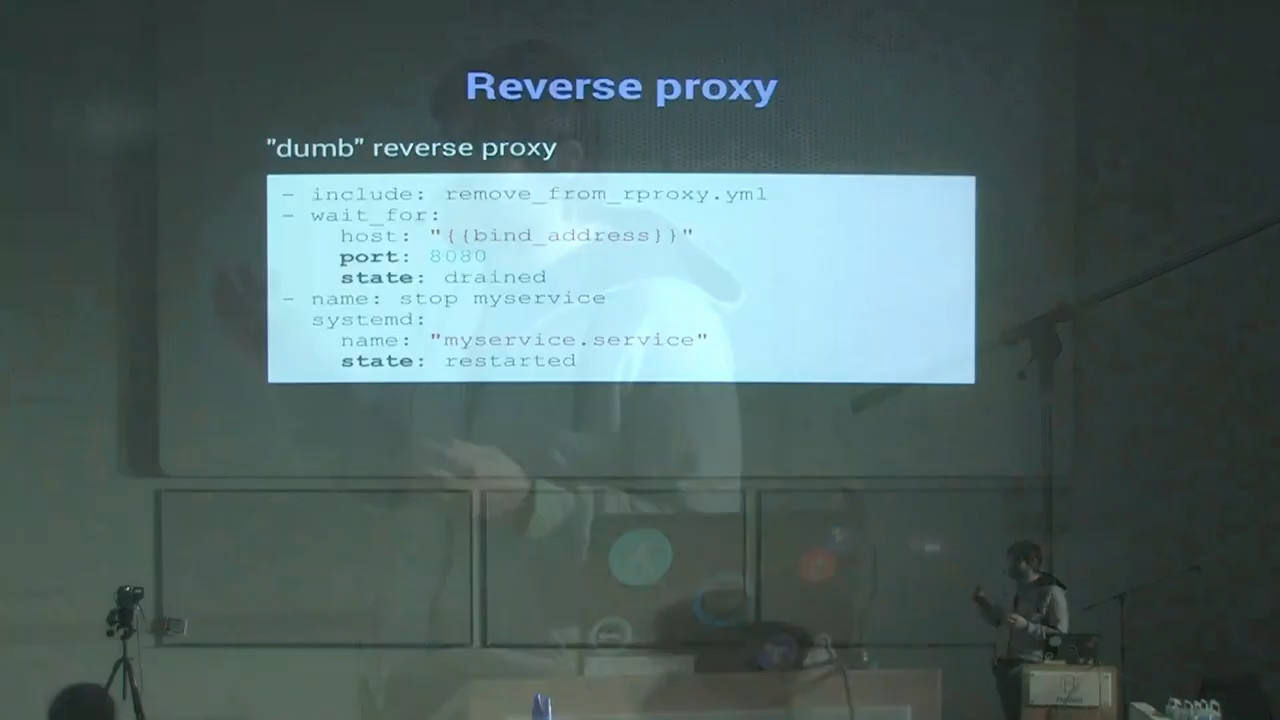 Reverse proxy
"dumb" reverse proxy
- include: remove_from_rproxy.yml
- wait_for:
host: "{{bind_address}}"
port: 8080
state: drained
- name: stop myservice
systemd:
name: "myservice.service"
state: restarted